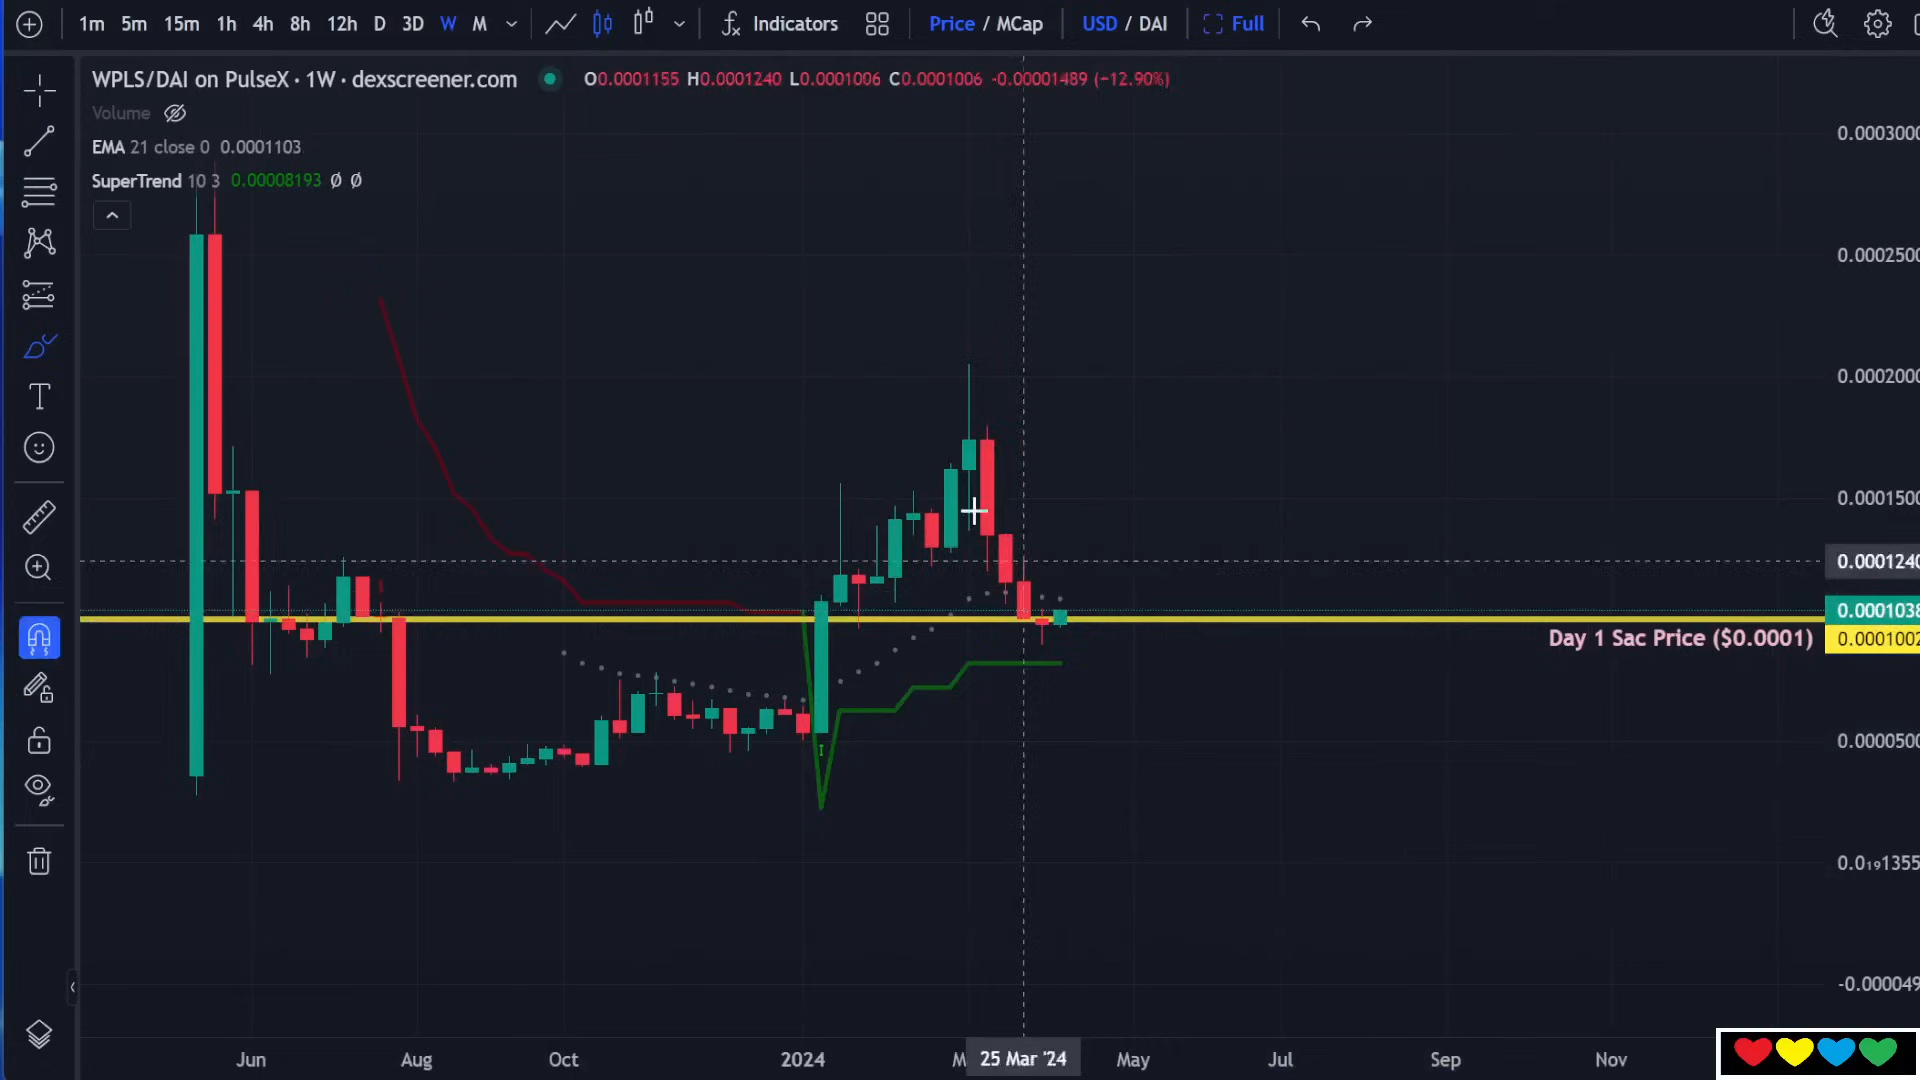 1m 5m 15m 1h 4h 8h 12h D 3D W M Indicators Price / MCap USD / DAI Full
WPLS/DAI on PulseX · 1W · dexscreener.com O0.0001155 H0.0001240 L0.0001006 C0.0001006 -0.00001489 (−12.90%)
Volume
EMA 21 close 0 0.0001103
SuperTrend 10 3 0.00008193 Ø Ø
0.0003000
0.0002500
0.0002000
0.0001500
0.0001240
0.0001038
Day 1 Sac Price ($0.0001) 0.0001002
0.0000500
0.0₁₉1355
-0.000049
Jun Aug Oct 2024 M 25 Mar '24 May Jul Sep Nov